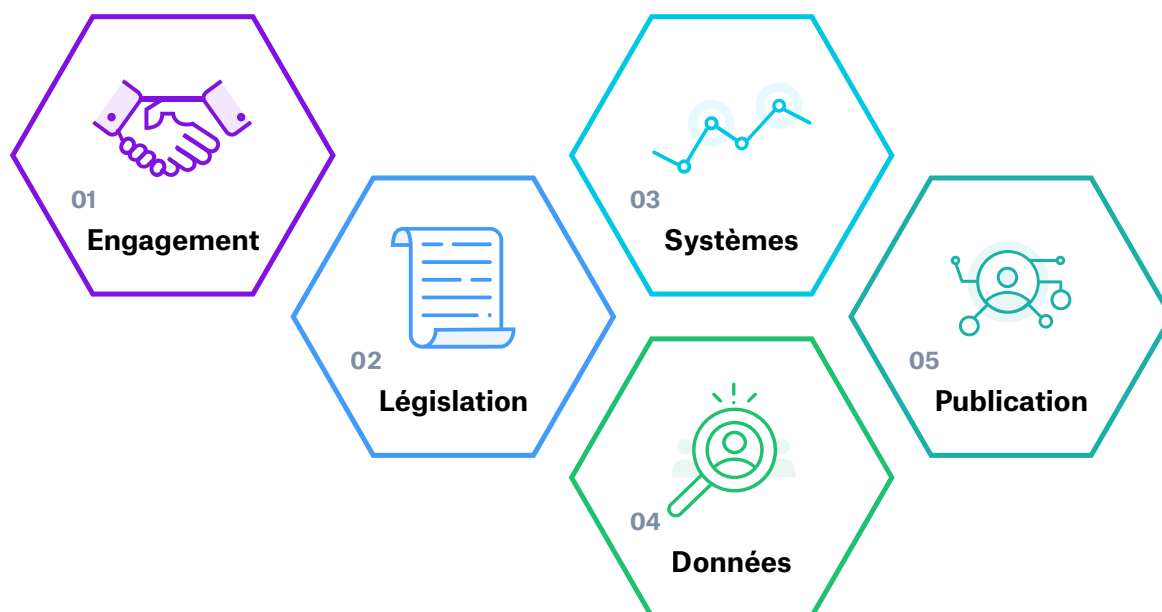 01
Engagement
02
Législation
03
Systèmes
04
Données
05
Publication